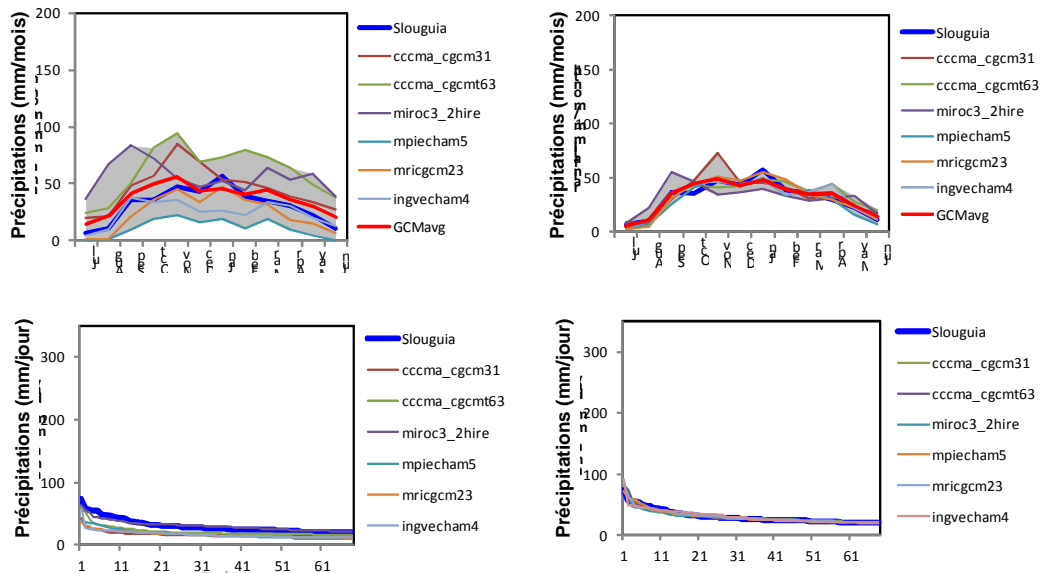 Précipitations (mm/mois)
200
150
100
50
0
Slouguia
cccma_cgcm31
cccma_cgcmt63
miroc3_2hire
mpiecham5
mricgcm23
ingvecham4
GCMavg
Précipitations (mm/mois)
200
150
100
50
0
Slouguia
cccma_cgcm31
cccma_cgcmt63
miroc3_2hire
mpiecham5
mricgcm23
ingvecham4
GCMavg
Précipitations (mm/jour)
300
200
100
0
1 11 21 31 41 51 61
Slouguia
cccma_cgcm31
cccma_cgcmt63
miroc3_2hire
mpiecham5
mricgcm23
ingvecham4
Précipitations (mm/jour)
300
200
100
0
1 11 21 31 41 51 61
Slouguia
cccma_cgcm31
cccma_cgcmt63
miroc3_2hire
mpiecham5
mricgcm23
ingvecham4